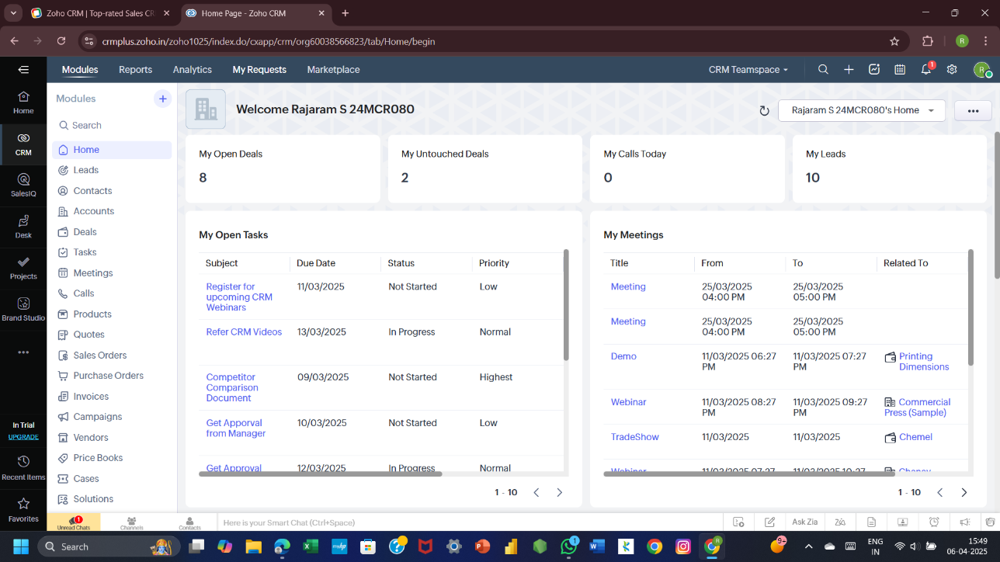 Zoho CRM | Top-rated Sales CR
Home Page - Zoho CRM
crmplus.zoho.in/zoho1025/index.do/cxapp/crm/org60038566823/tab/Home/begin
R
Modules
Reports
Analytics
My Requests
Marketplace
CRM Teamspace
1
R
Home
CRM
SalesIQ
Desk
Projects
Brand Studio
In Trial
UPGRADE
Recent Items
Favorites
Modules
Search
Home
Leads
Contacts
Accounts
Deals
Tasks
Meetings
Calls
Products
Quotes
Sales Orders
Purchase Orders
Invoices
Campaigns
Vendors
Price Books
Cases
Solutions
Welcome Rajaram S 24MCR080
Rajaram S 24MCR080's Home
My Open Deals
8
My Untouched Deals
2
My Calls Today
0
My Leads
10
My Open Tasks
Subject Due Date Status Priority
Register for 11/03/2025 Not Started Low
upcoming CRM
Webinars
Refer CRM Videos 13/03/2025 In Progress Normal
Competitor 09/03/2025 Not Started Highest
Comparison
Document
Get Apporval 10/03/2025 Not Started Low
from Manager
Get Approval 12/03/2025 In Progress Normal
1 - 10
My Meetings
Title From To Related To
Meeting 25/03/2025 25/03/2025
04:00 PM 05:00 PM
Meeting 25/03/2025 25/03/2025
04:00 PM 05:00 PM
Demo 11/03/2025 06:27 11/03/2025 07:27 Printing
PM PM Dimensions
Webinar 11/03/2025 08:27 11/03/2025 09:27 Commercial
PM PM Press (Sample)
TradeShow 11/03/2025 11/03/2025 Chemel
Webinar 11/03/2025 07:27 11/03/2025 10:27 Chanay
1 - 10
1
Unread Chats
Channels
Contacts
Here is your Smart Chat (Ctrl+Space)
Ask Zia
Search
myhp
1
R
9+
ENG
IN
15:49
06-04-2025